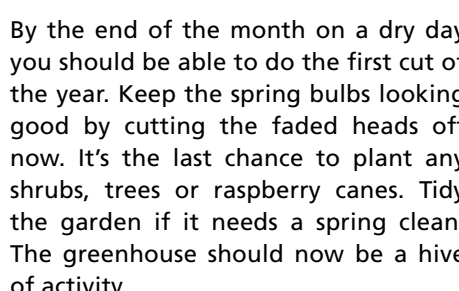 By the end of the month on a dry day
you should be able to do the first cut of
the year. Keep the spring bulbs looking
good by cutting the faded heads off
now. It's the last chance to plant any
shrubs, trees or raspberry canes. Tidy
the garden if it needs a spring clean.
The greenhouse should now be a hive
of activity